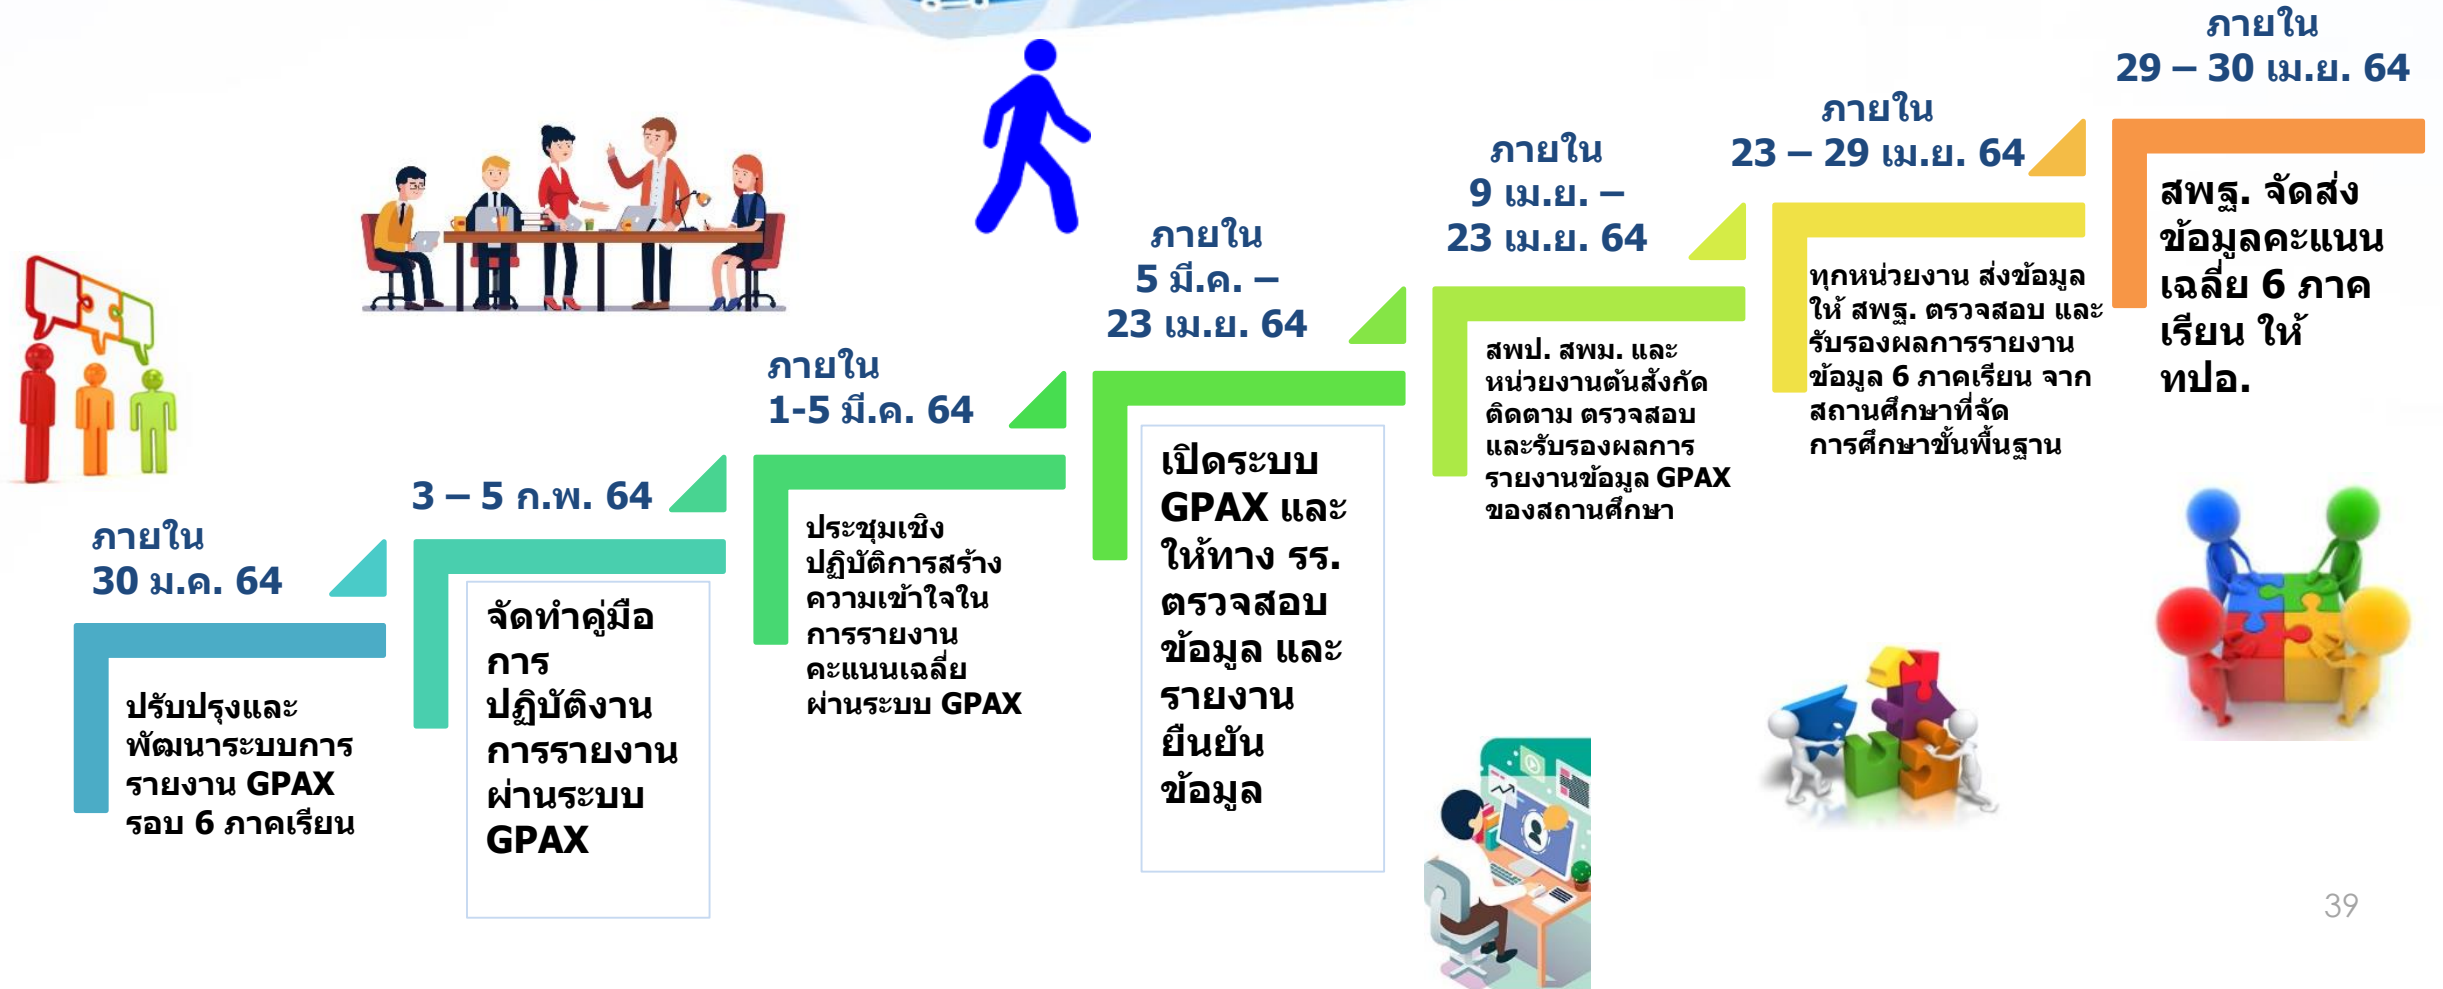 ภายใน
30 ม.ค. 64
ปรับปรุงและ
พัฒนาระบบการ
รายงาน GPAX
รอบ 6 ภาคเรียน
3 – 5 ก.พ. 64
จัดทำคู่มือ
การ
ปฏิบัติงาน
การรายงาน
ผ่านระบบ
GPAX
ภายใน
1-5 มี.ค. 64
ประชุมเชิง
ปฏิบัติการสร้าง
ความเข้าใจใน
การรายงาน
คะแนนเฉลี่ย
ผ่านระบบ GPAX
ภายใน
5 มี.ค. –
23 เม.ย. 64
เปิดระบบ
GPAX และ
ให้ทาง รร.
ตรวจสอบ
ข้อมูล และ
รายงาน
ยืนยัน
ข้อมูล
ภายใน
9 เม.ย. –
23 เม.ย. 64
สพป. สพม. และ
หน่วยงานต้นสังกัด
ติดตาม ตรวจสอบ
และรับรองผลการ
รายงานข้อมูล GPAX
ของสถานศึกษา
ภายใน
23 – 29 เม.ย. 64
ทุกหน่วยงาน ส่งข้อมูล
ให้ สพฐ. ตรวจสอบ และ
รับรองผลการรายงาน
ข้อมูล 6 ภาคเรียน จาก
สถานศึกษาที่จัด
การศึกษาขั้นพื้นฐาน
ภายใน
29 – 30 เม.ย. 64
สพฐ. จัดส่ง
ข้อมูลคะแนน
เฉลี่ย 6 ภาค
เรียน ให้
ทปอ.
39